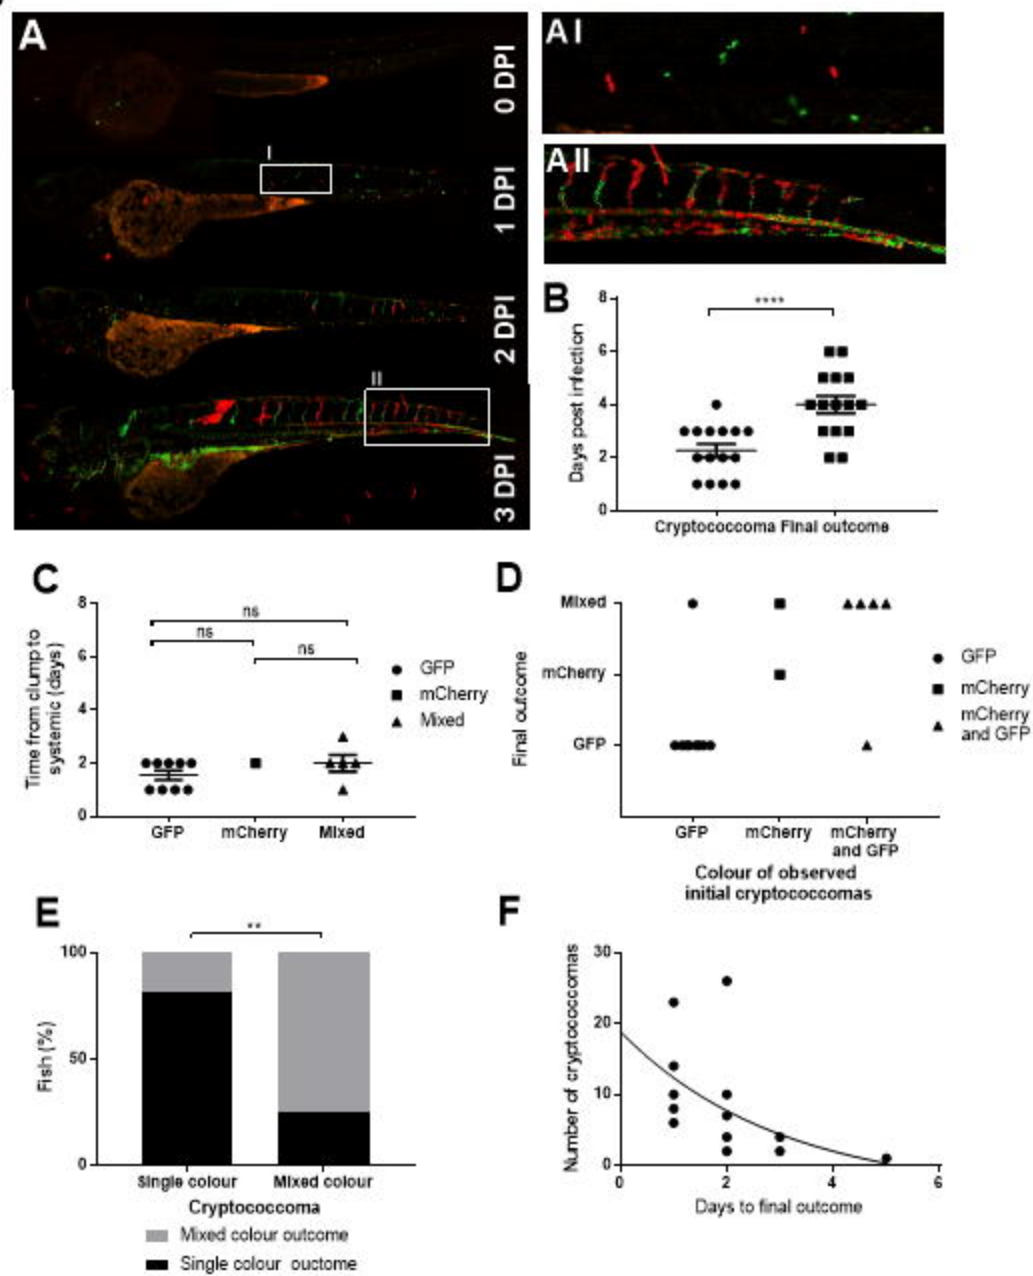 A
0 DPI
I
1 DPI
2 DPI
II
3 DPI
A I
A II
B
****
Days post infection
8
6
4
2
0
Cryptococcoma Final outcome
C
Time from clump to
systemic (days)
8
6
4
2
0
ns
ns
ns
GFP
mCherry
Mixed
GFP
mCherry
Mixed
D
Final outcome
Mixed
mCherry
GFP
GFP
mCherry
mCherry
and GFP
GFP
mCherry
mCherry
and GFP
Colour of observed
initial cryptococcomas
E
**
Fish (%)
100
50
0
Single colour
Mixed colour
Cryptococcoma
Mixed colour outcome
Single colour ouctome
F
Number of cryptococcomas
30
20
10
0
0
2
4
6
Days to final outcome